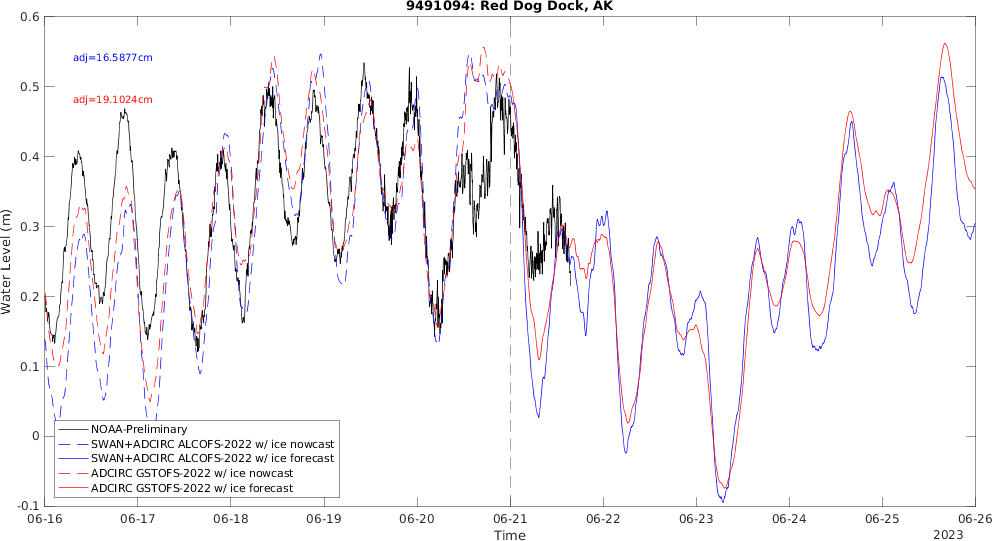 9491094: Red Dog Dock, AK
adj=16.5877cm
adj=19.1024cm
Water Level (m)
0.6
0.5
0.4
0.3
0.2
0.1
0
-0.1
NOAA-Preliminary
SWAN+ADCIRC ALCOFS-2022 w/ ice nowcast
SWAN+ADCIRC ALCOFS-2022 w/ ice forecast
ADCIRC GSTOFS-2022 w/ ice nowcast
ADCIRC GSTOFS-2022 w/ ice forecast
06-16 06-17 06-18 06-19 06-20 06-21 06-22 06-23 06-24 06-25 06-26
Time
2023